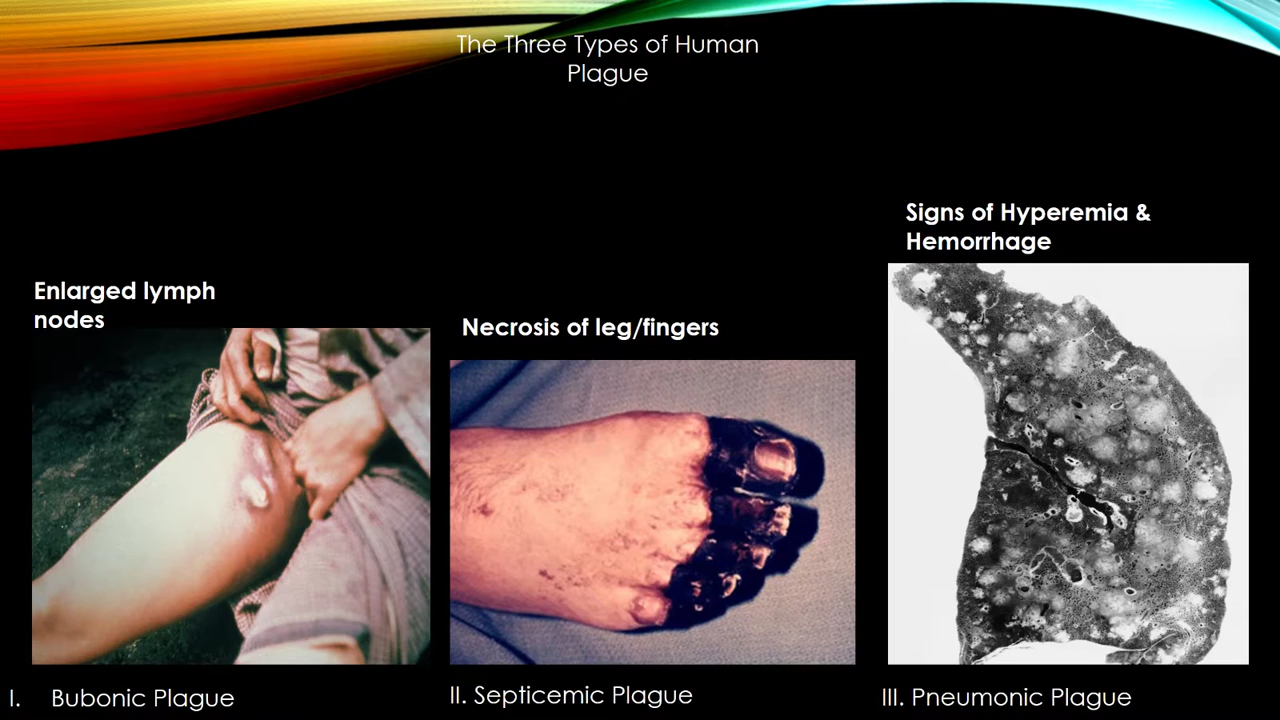 The Three Types of Human
Plague
Enlarged lymph
nodes
Necrosis of leg/fingers
Signs of Hyperemia &
Hemorrhage
I. Bubonic Plague
II. Septicemic Plague
III. Pneumonic Plague